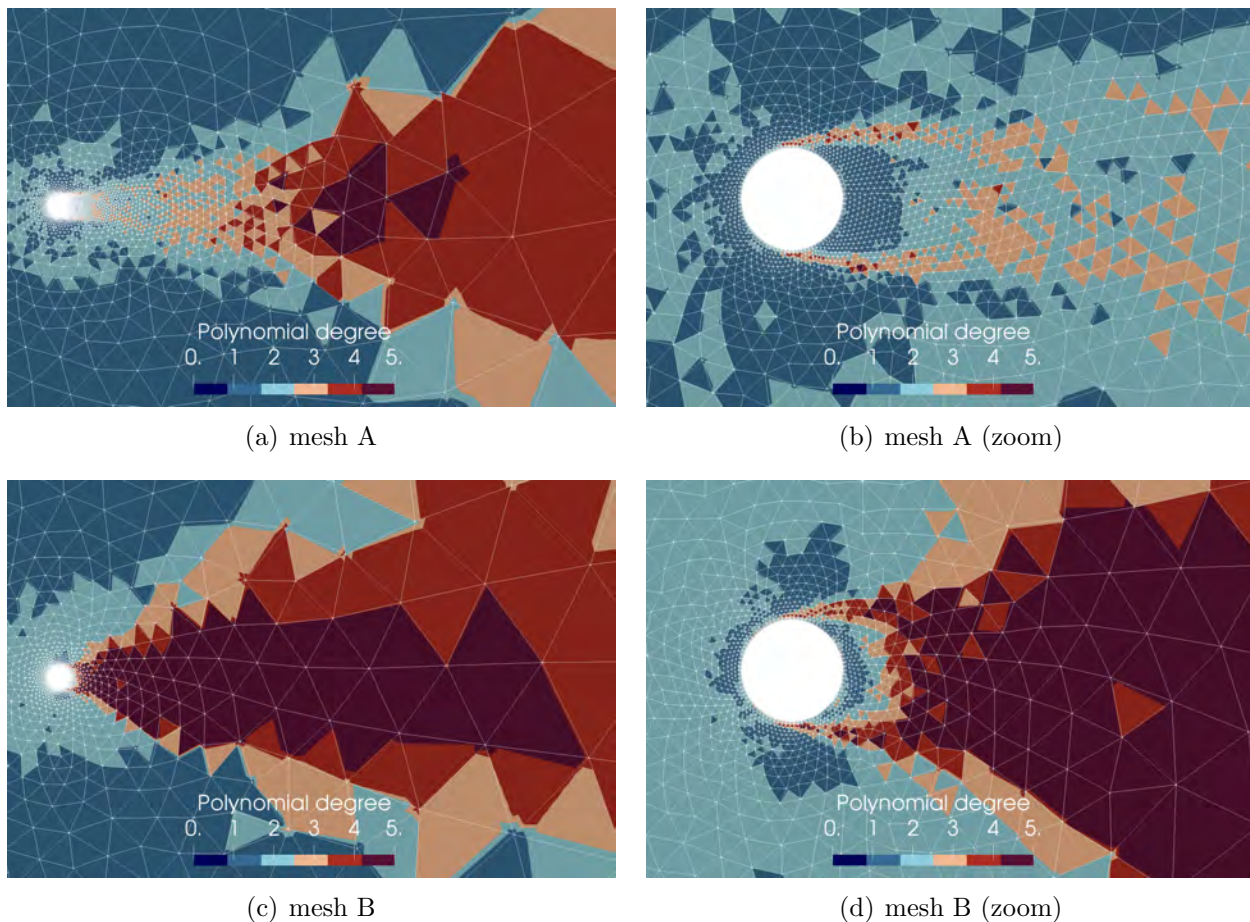 Polynomial degree
0. 1 2 3 4 5.
Polynomial degree
0. 1 2 3 4 5.
(a) mesh A
(b) mesh A (zoom)
Polynomial degree
0. 1 2 3 4 5.
Polynomial degree
0. 1 2 3 4 5.
(c) mesh B
(d) mesh B (zoom)